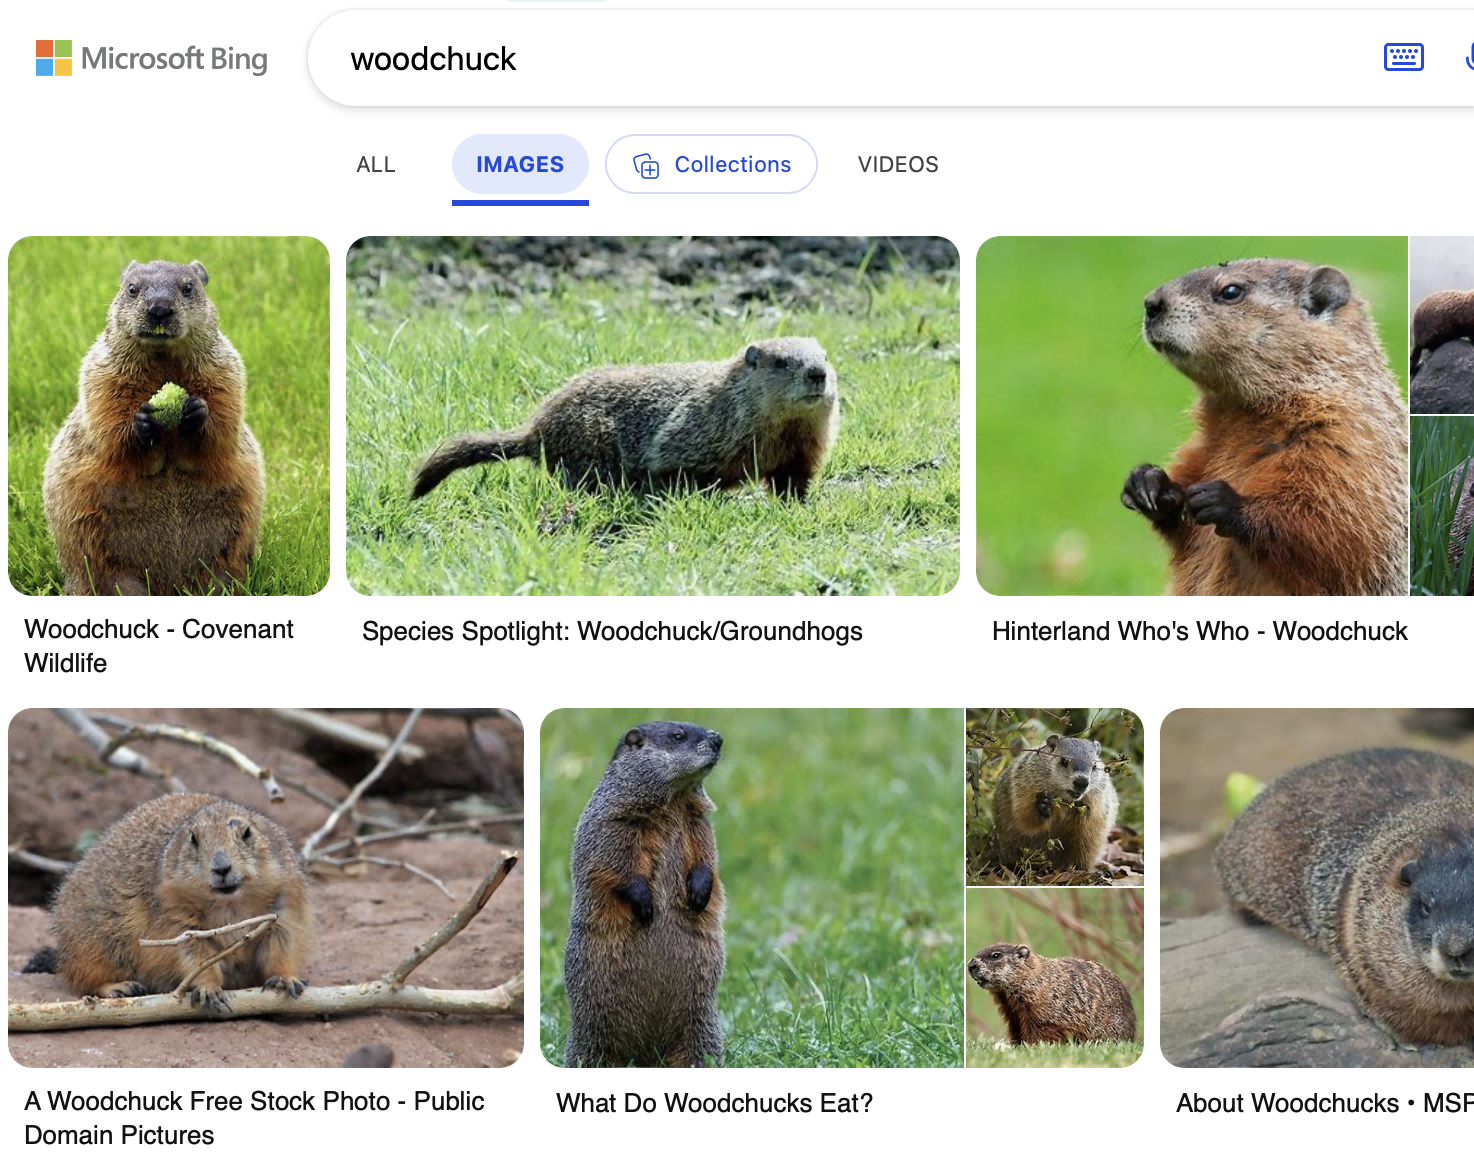 Microsoft Bing
woodchuck
ALL
IMAGES
Collections
VIDEOS
Woodchuck - Covenant
Wildlife
Species Spotlight: Woodchuck/Groundhogs
Hinterland Who's Who - Woodchuck
A Woodchuck Free Stock Photo - Public
Domain Pictures
What Do Woodchucks Eat?
About Woodchucks • MSP